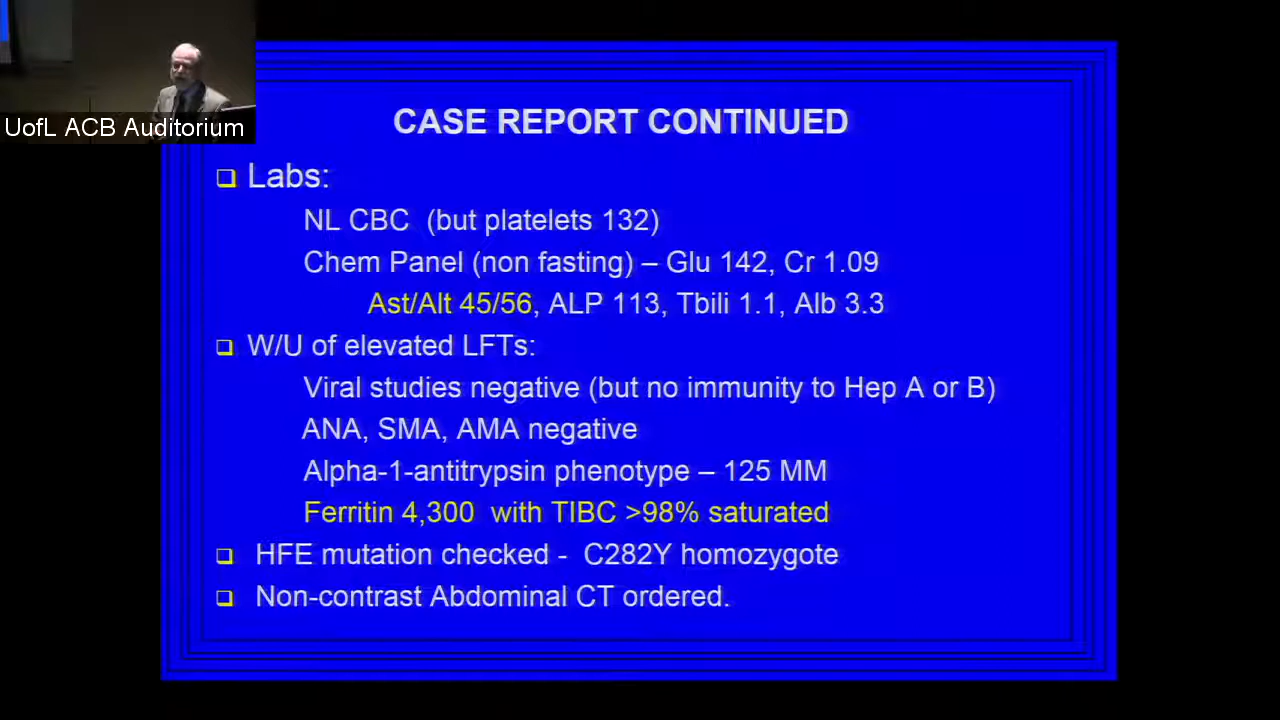 UofL ACB Auditorium
CASE REPORT CONTINUED
Labs:
NL CBC (but platelets 132)
Chem Panel (non fasting) – Glu 142, Cr 1.09
Ast/Alt 45/56, ALP 113, Tbili 1.1, Alb 3.3
W/U of elevated LFTs:
Viral studies negative (but no immunity to Hep A or B)
ANA, SMA, AMA negative
Alpha-1-antitrypsin phenotype – 125 MM
Ferritin 4,300 with TIBC >98% saturated
HFE mutation checked - C282Y homozygote
Non-contrast Abdominal CT ordered.